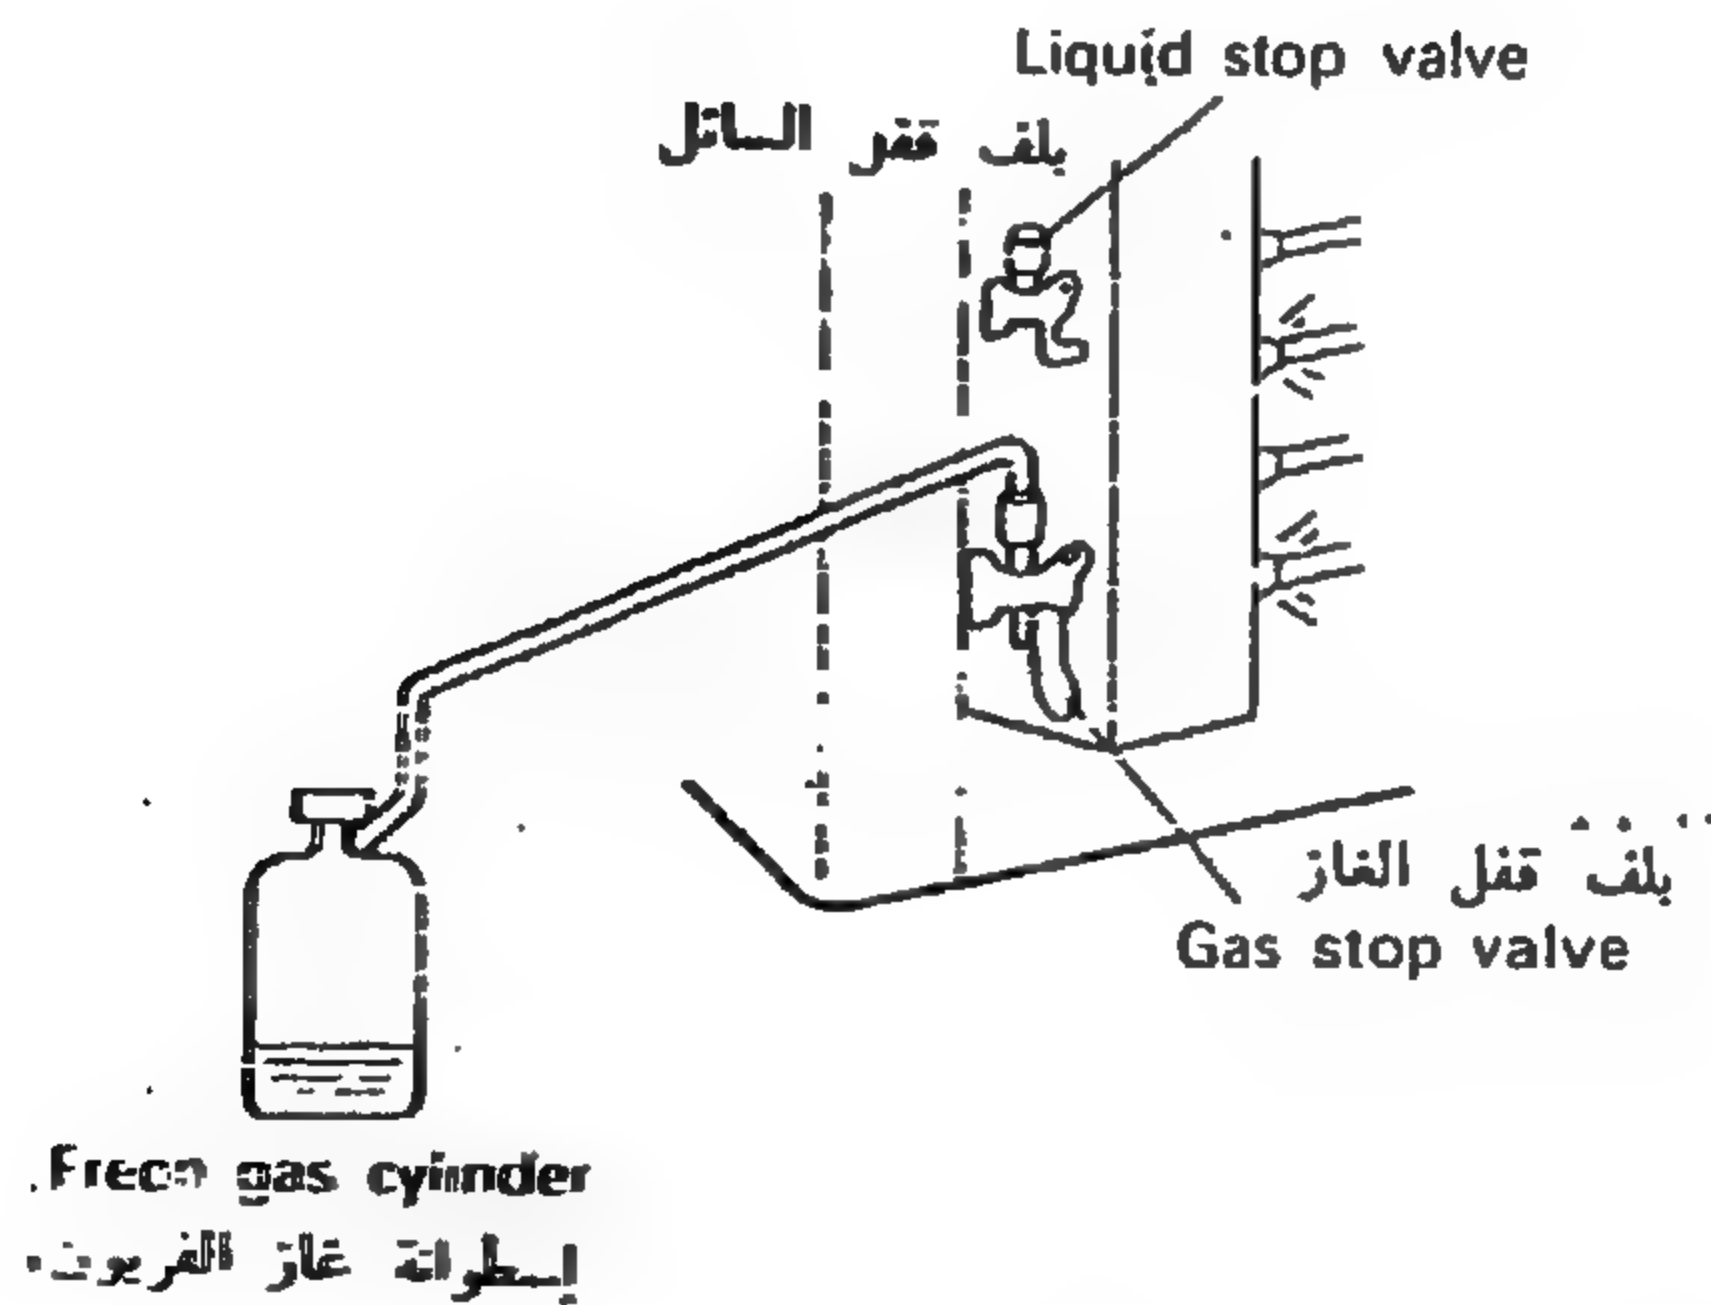 Liquid stop valve
بلف قفل السائل
بلف قفل الغاز
Gas stop valve
Freon gas cylinder
إسطوانة غاز الفريون